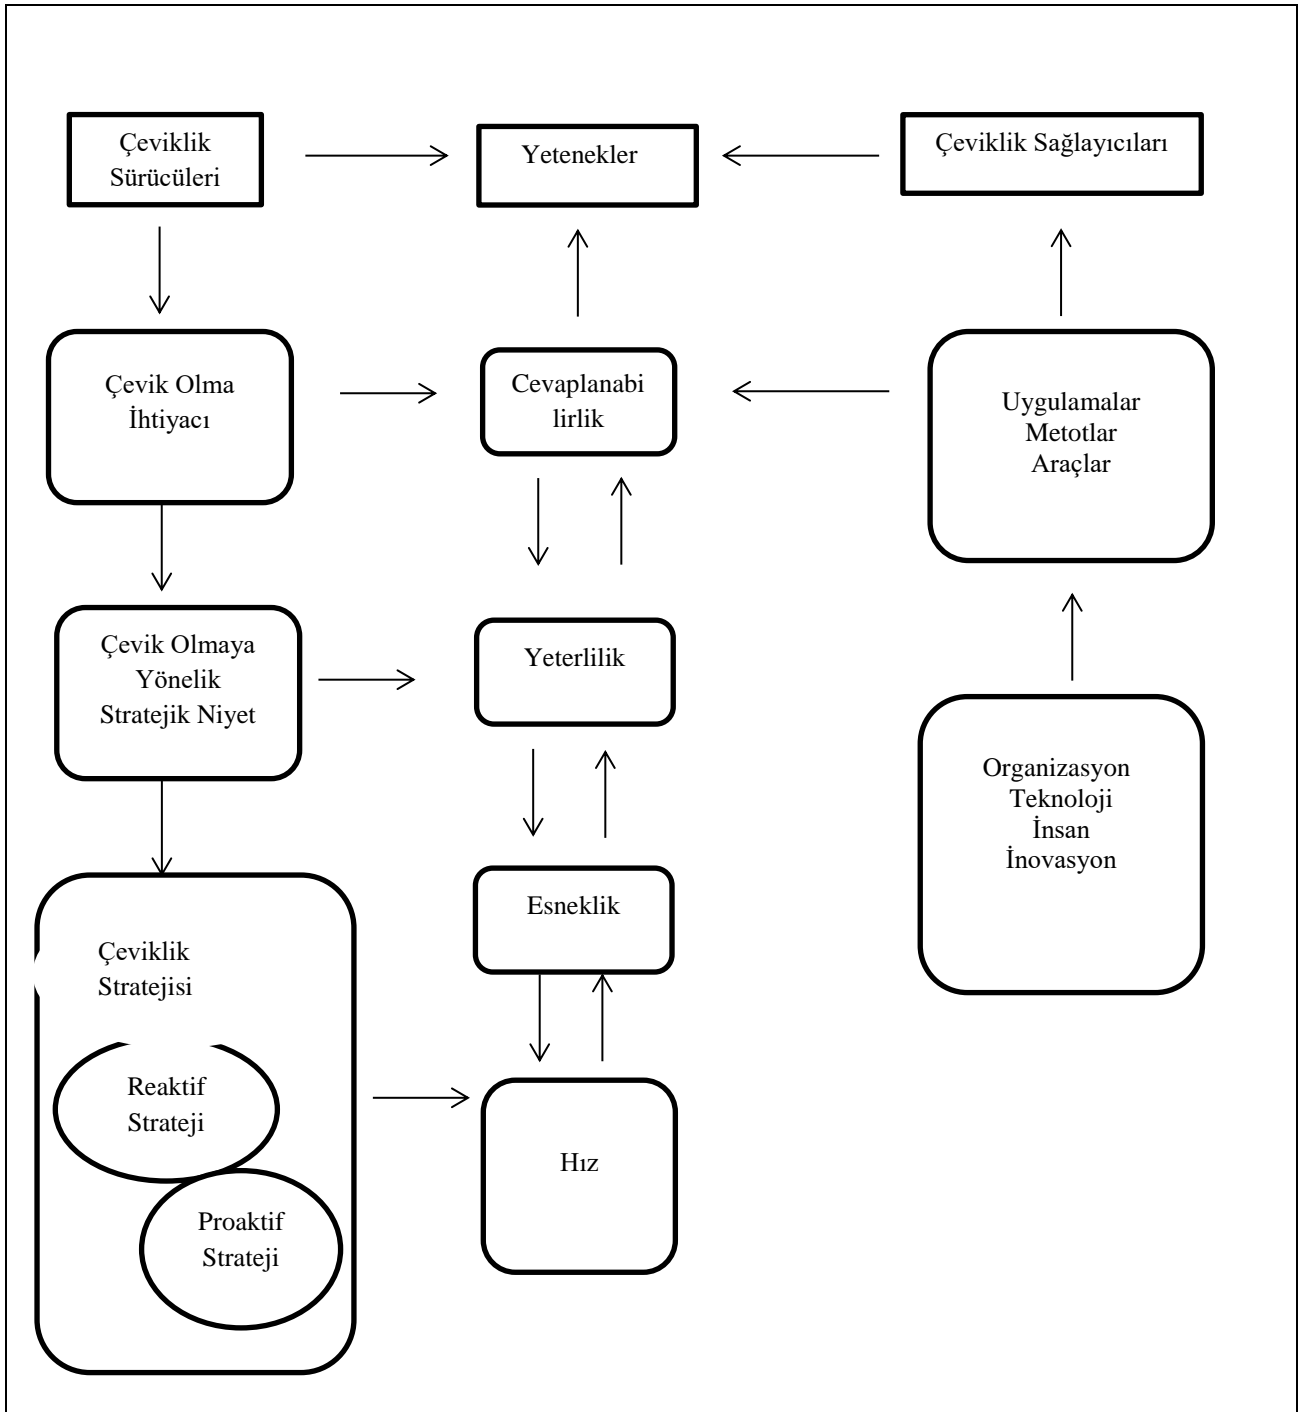 Çeviklik
Sürücüleri
Yetenekler
Çeviklik Sağlayıcıları
Çevik Olma
İhtiyacı
Cevaplanabi
lirlik
Uygulamalar
Metotlar
Araçlar
Çevik Olmaya
Yönelik
Stratejik Niyet
Yeterlilik
Organizasyon
Teknoloji
İnsan
İnovasyon
Çeviklik
Stratejisi
Esneklik
Reaktif
Strateji
Hız
Proaktif
Strateji